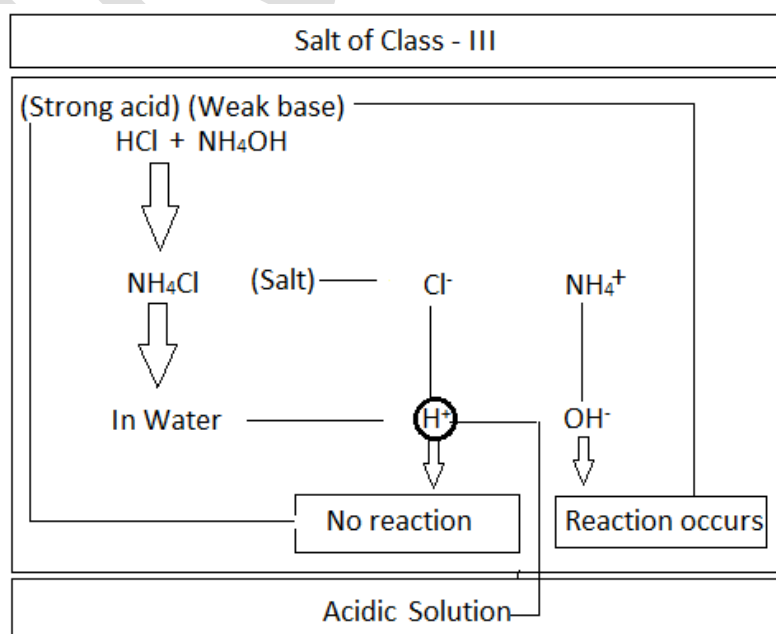 Salt of Class - III
(Strong acid) (Weak base)
HCl + NH₄OH
NH₄Cl (Salt) Cl⁻ NH₄⁺
In Water H⁺ OH⁻
No reaction Reaction occurs
Acidic Solution